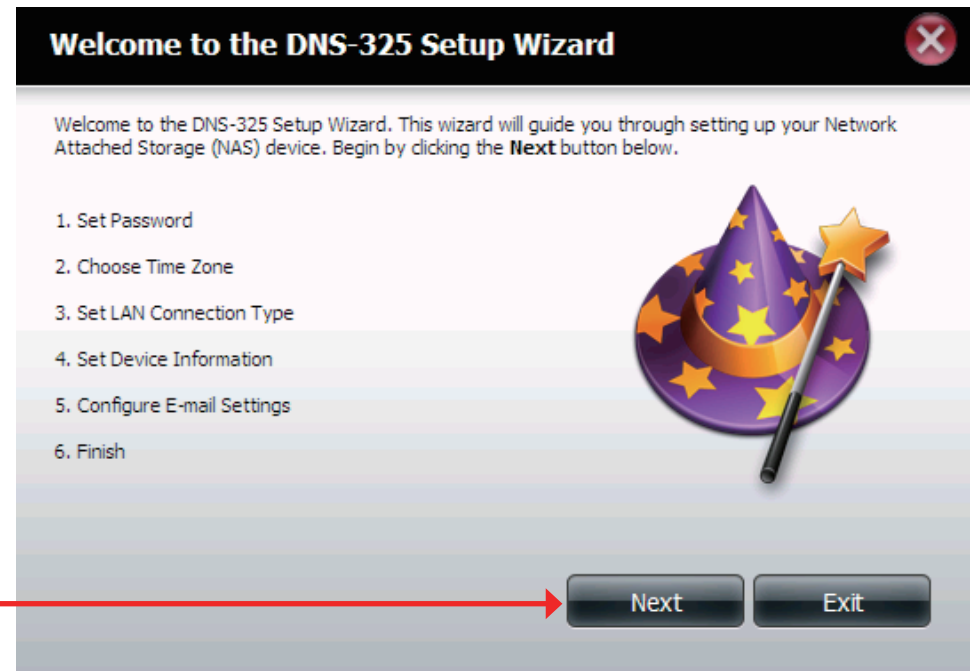 Welcome to the DNS-325 Setup Wizard
Welcome to the DNS-325 Setup Wizard. This wizard will guide you through setting up your Network
Attached Storage (NAS) device. Begin by clicking the Next button below.
1. Set Password
2. Choose Time Zone
3. Set LAN Connection Type
4. Set Device Information
5. Configure E-mail Settings
6. Finish
Next
Exit